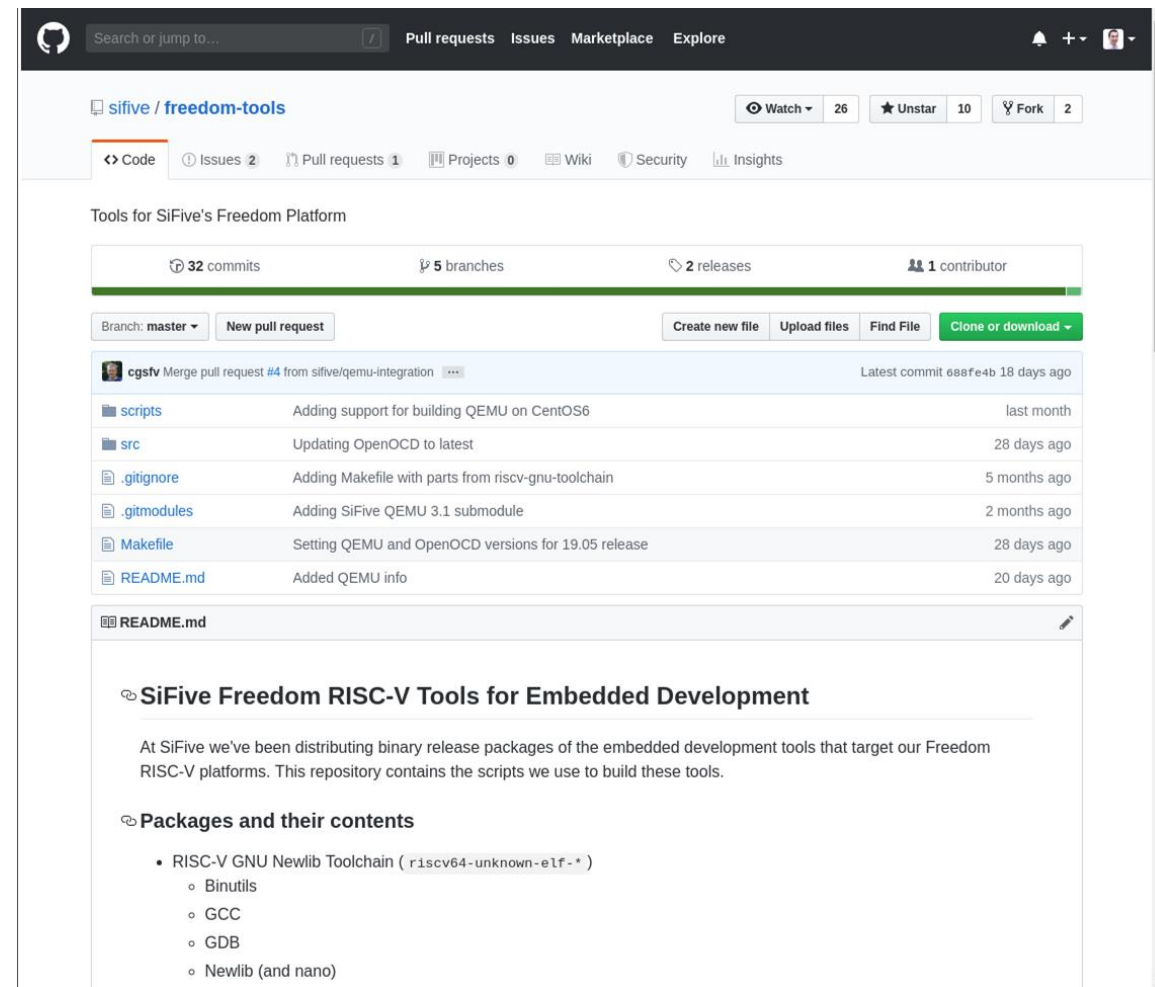 Search or jump to… / Pull requests Issues Marketplace Explore
sifive / freedom-tools Watch 26 Unstar 10 Fork 2
Code Issues 2 Pull requests 1 Projects 0 Wiki Security Insights
Tools for SiFive's Freedom Platform
32 commits 5 branches 2 releases 1 contributor
Branch: master New pull request Create new file Upload files Find File Clone or download
cgsfv Merge pull request #4 from sifive/qemu-integration … Latest commit 688fe4b 18 days ago
scripts Adding support for building QEMU on CentOS6 last month
src Updating OpenOCD to latest 28 days ago
.gitignore Adding Makefile with parts from riscv-gnu-toolchain 5 months ago
.gitmodules Adding SiFive QEMU 3.1 submodule 2 months ago
Makefile Setting QEMU and OpenOCD versions for 19.05 release 28 days ago
README.md Added QEMU info 20 days ago
README.md
SiFive Freedom RISC-V Tools for Embedded Development
At SiFive we've been distributing binary release packages of the embedded development tools that target our Freedom
RISC-V platforms. This repository contains the scripts we use to build these tools.
Packages and their contents
• RISC-V GNU Newlib Toolchain ( riscv64-unknown-elf-* )
◦ Binutils
◦ GCC
◦ GDB
◦ Newlib (and nano)